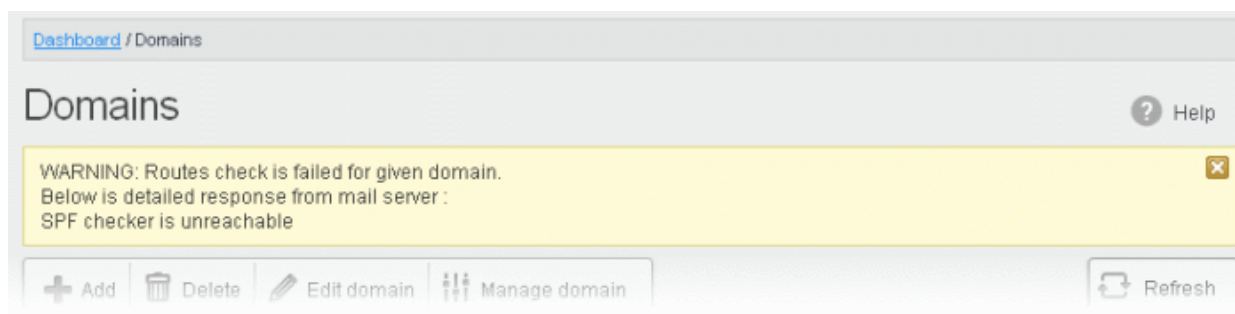 Dashboard / Domains
Domains
Help
WARNING: Routes check is failed for given domain.
Below is detailed response from mail server :
SPF checker is unreachable
Add Delete Edit domain Manage domain Refresh